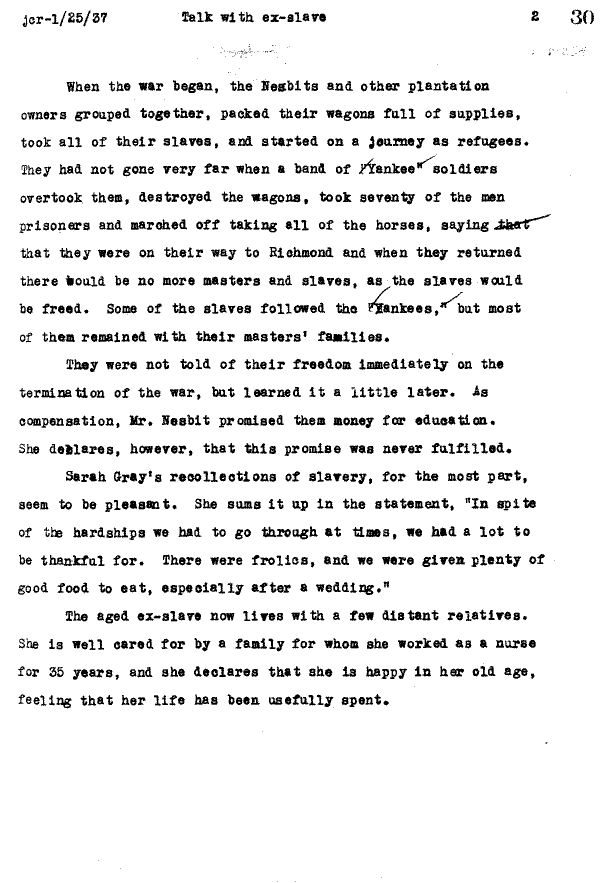 jcr-1/25/37 Talk with ex-slave 2 30
When the war began, the Nesbits and other plantation
owners grouped together, packed their wagons full of supplies,
took all of their slaves, and started on a journey as refugees.
They had not gone very far when a band of "Yankee" soldiers
overtook them, destroyed the wagons, took seventy of the men
prisoners and marched off taking all of the horses, saying that
that they were on their way to Richmond and when they returned
there would be no more masters and slaves, as the slaves would
be freed. Some of the slaves followed the "Yankees," but most
of them remained with their masters' families.
They were not told of their freedom immediately on the
termination of the war, but learned it a little later. As
compensation, Mr. Nesbit promised them money for education.
She declares, however, that this promise was never fulfilled.
Sarah Gray's recollections of slavery, for the most part,
seem to be pleasant. She sums it up in the statement, "In spite
of the hardships we had to go through at times, we had a lot to
be thankful for. There were frolics, and we were given plenty of
good food to eat, especially after a wedding."
The aged ex-slave now lives with a few distant relatives.
She is well cared for by a family for whom she worked as a nurse
for 35 years, and she declares that she is happy in her old age,
feeling that her life has been usefully spent.